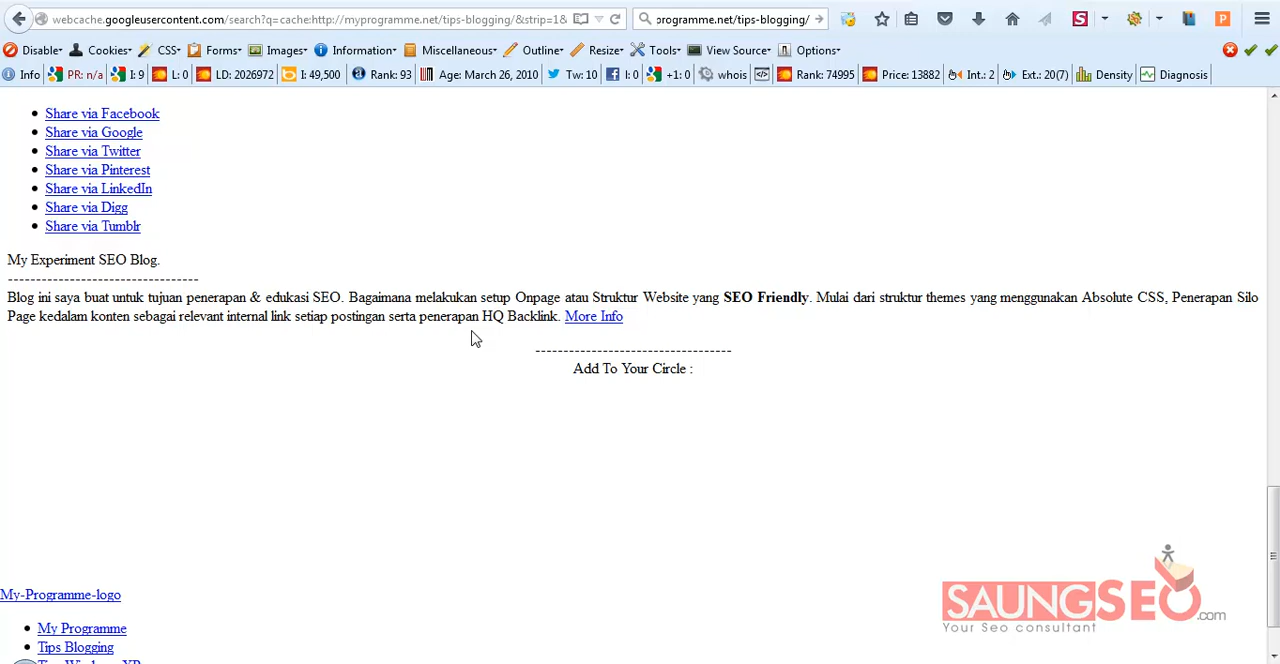 webcache.googleusercontent.com/search?q=cache:http://myprogramme.net/tips-blogging/&strip=1& programme.net/tips-blogging/
Disable Cookies CSS Forms Images Information Miscellaneous Outline Resize Tools View Source Options
Info PR: n/a I: 9 L: 0 LD: 2026972 I: 49,500 Rank: 93 Age: March 26, 2010 Tw: 10 l: 0 +1: 0 whois Rank: 74995 Price: 13882 Int.: 2 Ext.: 20(7) Density Diagnosis
Share via Facebook
Share via Google
Share via Twitter
Share via Pinterest
Share via LinkedIn
Share via Digg
Share via Tumblr
My Experiment SEO Blog.
----------------------------------
Blog ini saya buat untuk tujuan penerapan & edukasi SEO. Bagaimana melakukan setup Onpage atau Struktur Website yang SEO Friendly. Mulai dari struktur themes yang menggunakan Absolute CSS, Penerapan Silo
Page kedalam konten sebagai relevant internal link setiap postingan serta penerapan HQ Backlink. More Info
-----------------------------------
Add To Your Circle :
My-Programme-logo
My Programme
Tips Blogging
Tips Windows XP
SAUNGSEO.com
Your Seo consultant